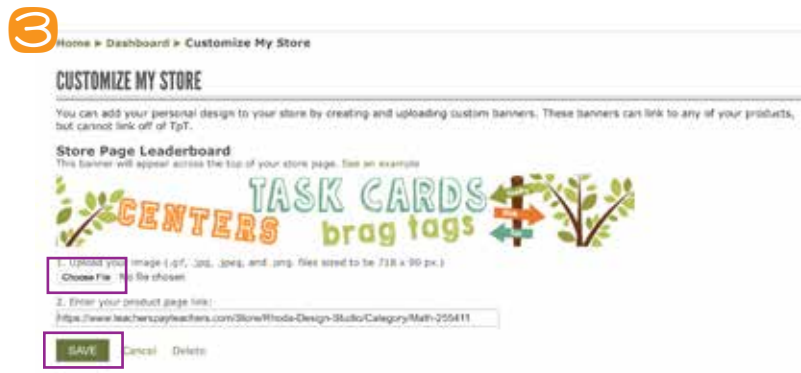 3
Home ▸ Dashboard ▸ Customize My Store
CUSTOMIZE MY STORE
You can add your personal design to your store by creating and uploading custom banners. These banners can link to any of your products,
but cannot link off of TpT.
Store Page Leaderboard
This banner will appear across the top of your store page. See an example
CENTERS
TASK CARDS
brag tags
1. Upload your image (.gif, .jpg, .jpeg, and .png. files sized to be 718 x 90 px.)
Choose File No file chosen
2. Enter your product page link:
https://www.teacherspayteachers.com/Store/Rhoda-Design-Studio/Category/Math-255411
SAVE Cancel Delete